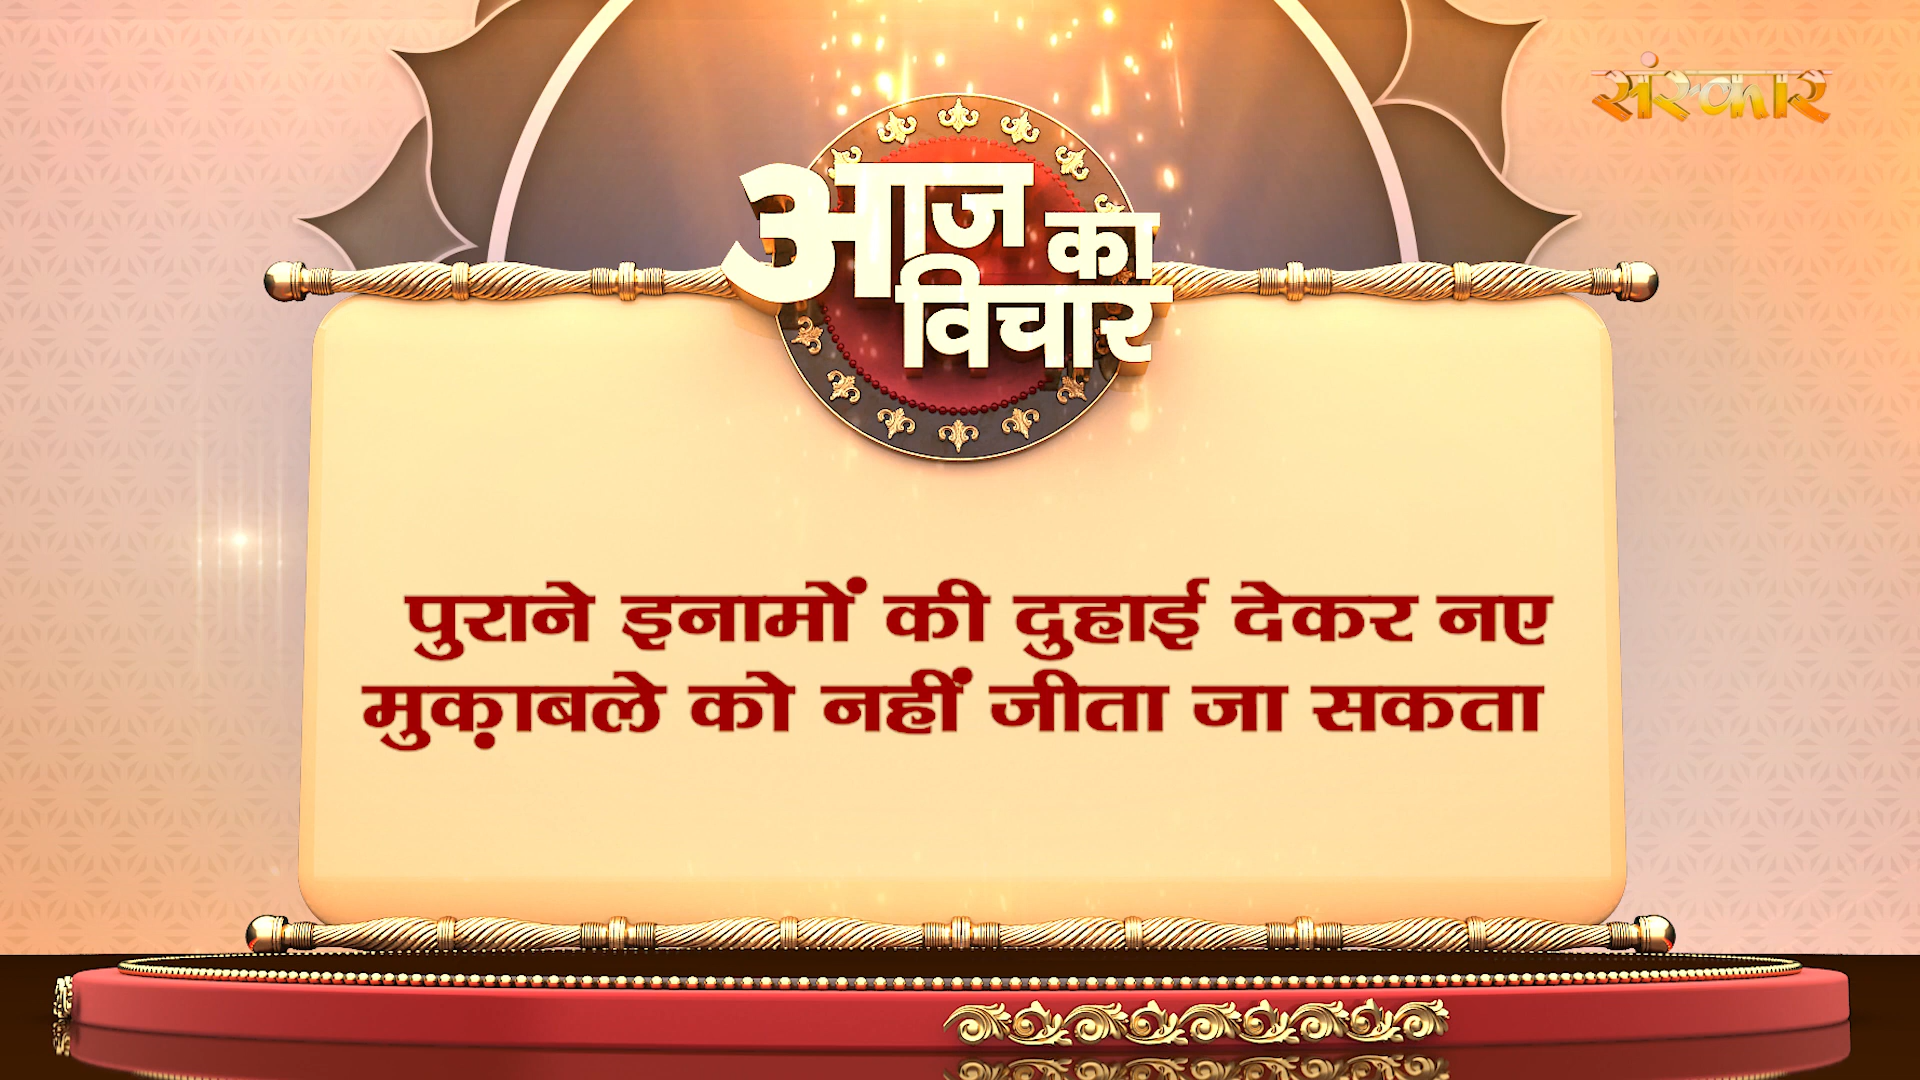 संस्कार
आज का
विचार
पुराने इनामों की दुहाई देकर नए
मुक़ाबले को नहीं जीता जा सकता